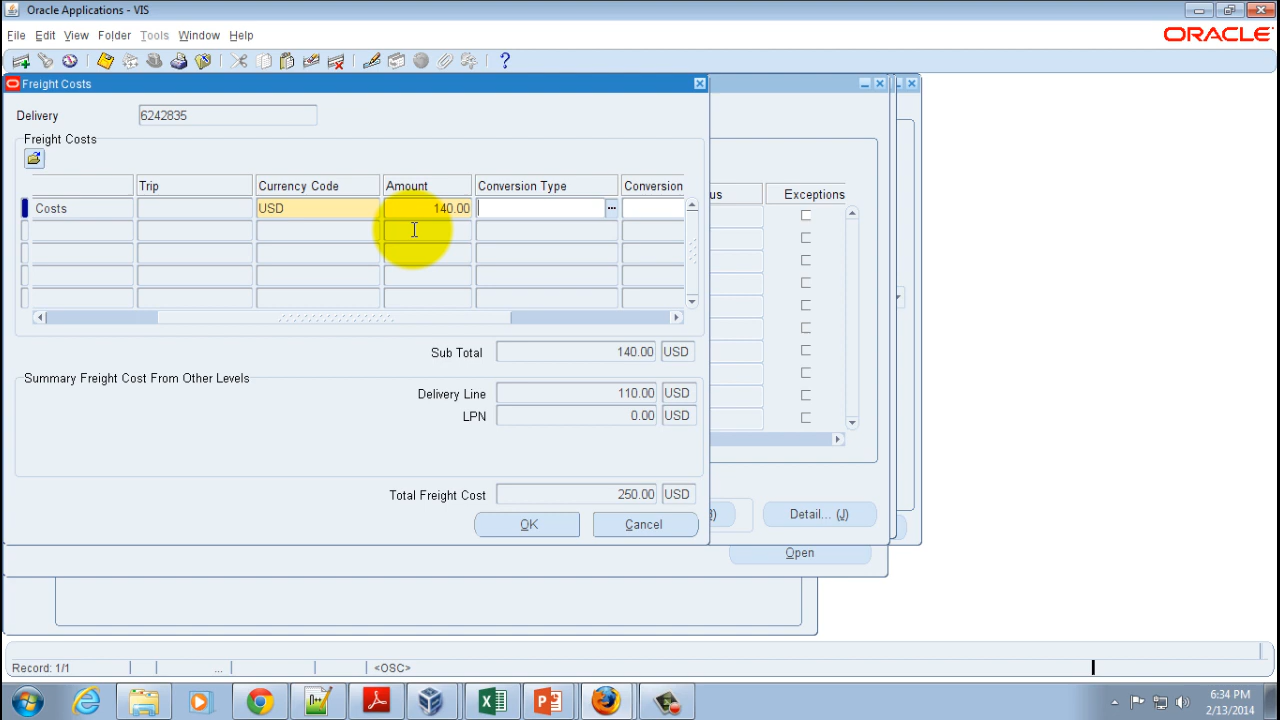 Oracle Applications - VIS
File Edit View Folder Tools Window Help
ORACLE
Freight Costs
Delivery 6242835
Freight Costs
Trip Currency Code Amount Conversion Type Conversion
Costs USD 140.00
us Exceptions
Sub Total 140.00 USD
Summary Freight Cost From Other Levels
Delivery Line 110.00 USD
LPN 0.00 USD
Total Freight Cost 250.00 USD
OK Cancel
Detail... (J)
Open
Record: 1/1 ... <OSC>
6:34 PM
2/13/2014